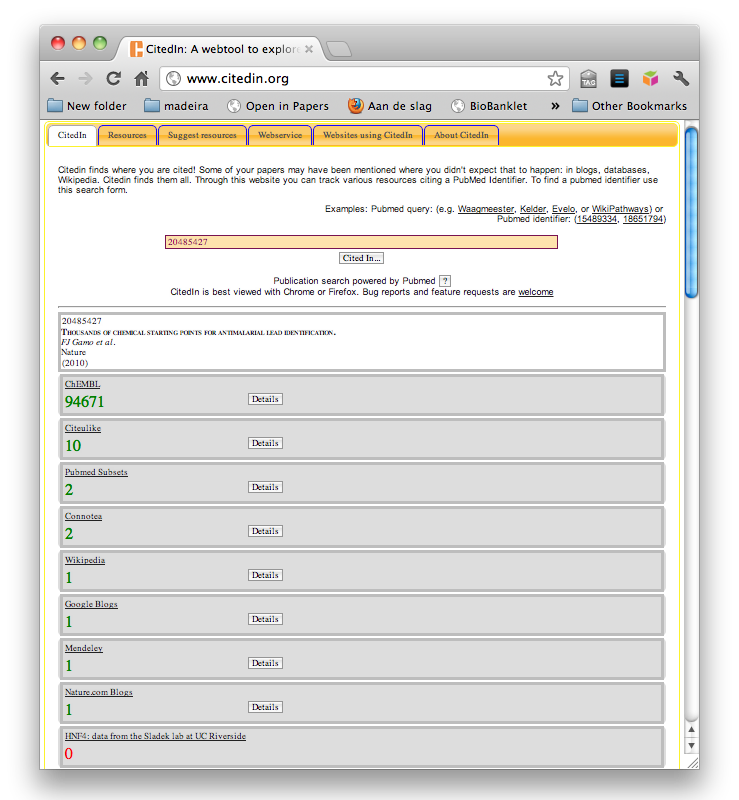 CitedIn: A webtool to explore
www.citedin.org
TAG
New folder
madeira
Open in Papers
Aan de slag
BioBanklet
»
Other Bookmarks
CitedIn
Resources
Suggest resources
Webservice
Websites using CitedIn
About CitedIn
Citedin finds where you are cited! Some of your papers may have been mentioned where you didn't expect that to happen: in blogs, databases,
Wikipedia. Citedin finds them all. Through this website you can track various resources citing a PubMed Identifier. To find a pubmed identifier use
this search form.
Examples: Pubmed query: (e.g. Waagmeester, Kelder, Evelo, or WikiPathways) or
Pubmed identifier: (15489334, 18651794)
20485427
Cited In...
Publication search powered by Pubmed ?
CitedIn is best viewed with Chrome or Firefox. Bug reports and feature requests are welcome
20485427
Thousands of chemical starting points for antimalarial lead identification.
FJ Gamo et al.
Nature
(2010)
ChEMBL
94671
Details
Citeulike
10
Details
Pubmed Subsets
2
Details
Connotea
2
Details
Wikipedia
1
Details
Google Blogs
1
Details
Mendeley
1
Details
Nature.com Blogs
1
Details
HNF4: data from the Sladek lab at UC Riverside
0